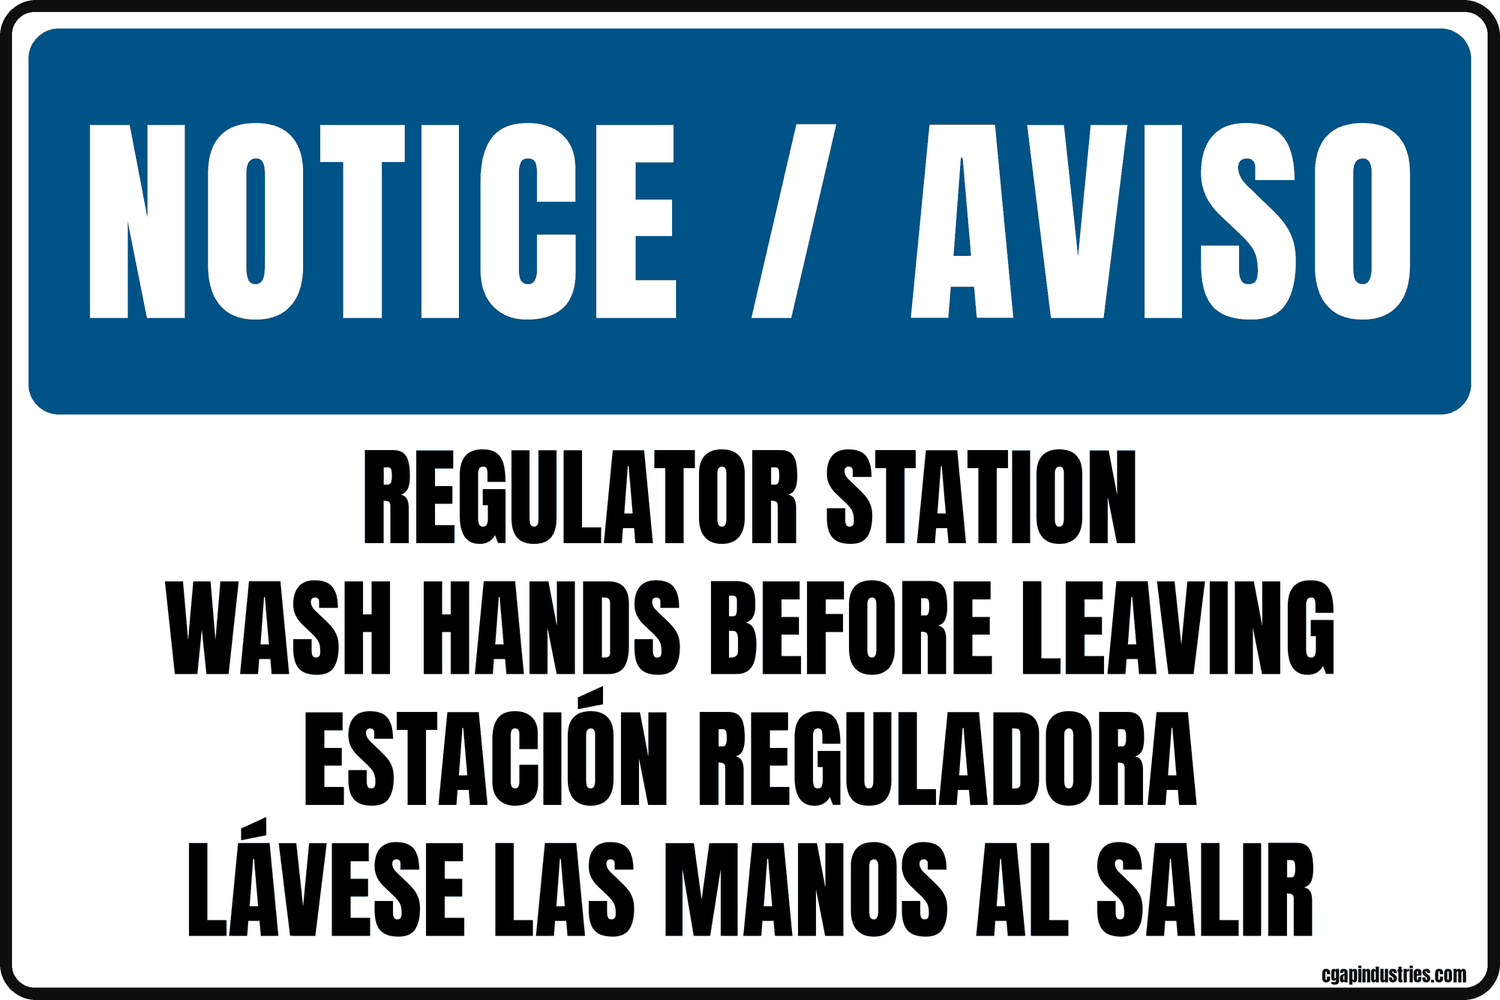 NOTICE / AVISO
REGULATOR STATION
WASH HANDS BEFORE LEAVING
ESTACIÓN REGULADORA
LÁVESE LAS MANOS AL SALIR
cgapindustries.com